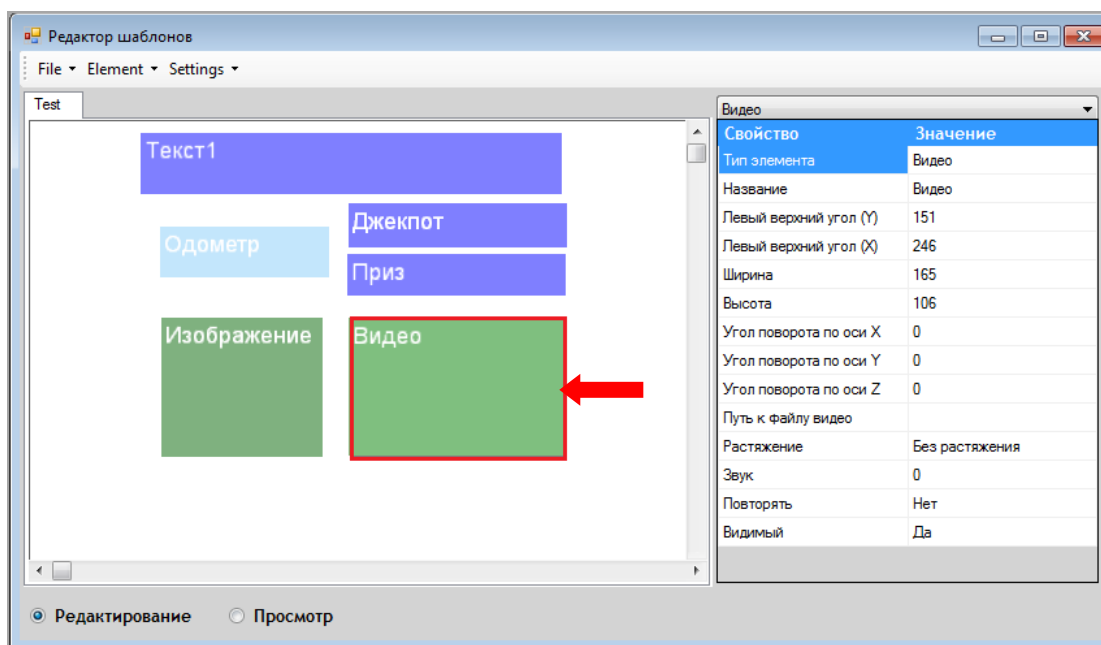 Редактор шаблонов
File Element Settings
Test
Текст1
Одометр
Джекпот
Приз
Изображение
Видео
Видео
Свойство Значение
Тип элемента Видео
Название Видео
Левый верхний угол (Y) 151
Левый верхний угол (X) 246
Ширина 165
Высота 106
Угол поворота по оси X 0
Угол поворота по оси Y 0
Угол поворота по оси Z 0
Путь к файлу видео
Растяжение Без растяжения
Звук 0
Повторять Нет
Видимый Да
Редактирование Просмотр